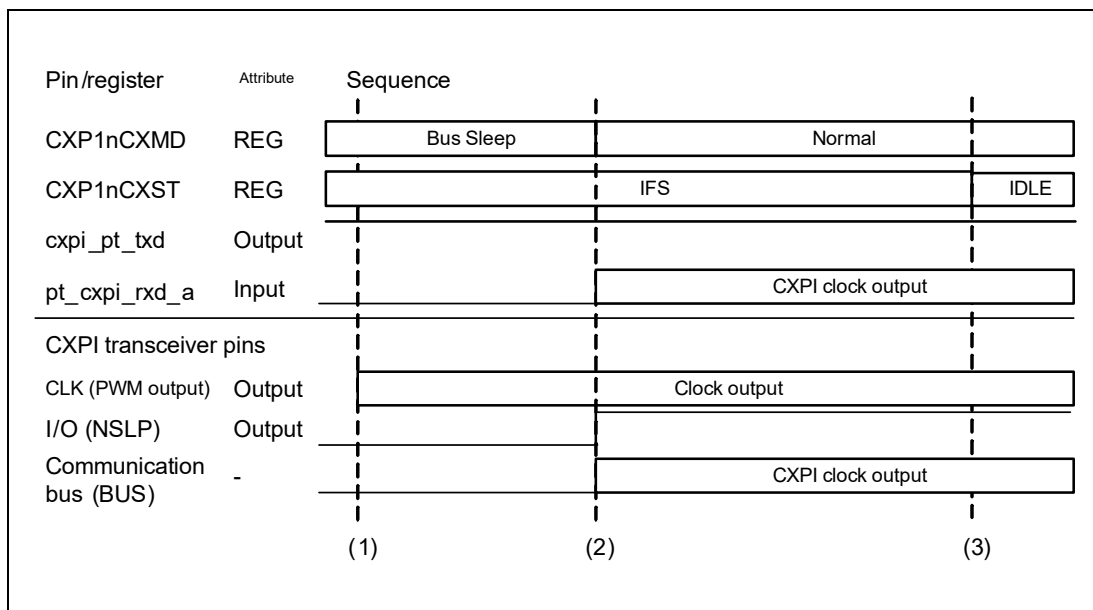 Pin/register Attribute Sequence
CXP1nCXMD REG Bus Sleep Normal
CXP1nCXST REG IFS IDLE
cxpi_pt_txd Output
pt_cxpi_rxd_a Input CXPI clock output
CXPI transceiver pins
CLK (PWM output) Output Clock output
I/O (NSLP) Output
Communication
bus (BUS) - CXPI clock output
(1) (2) (3)